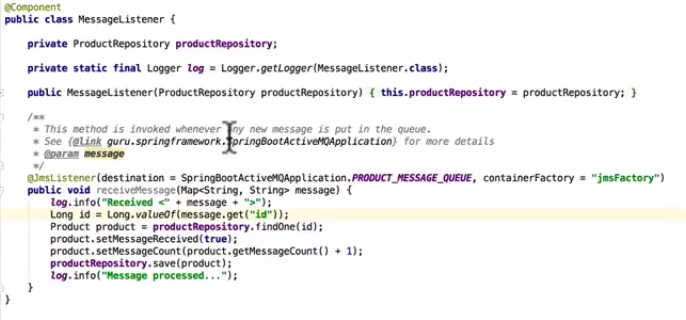 @Component
public class MessageListener {
private ProductRepository productRepository;
private static final Logger log = Logger.getLogger(MessageListener.class);
public MessageListener(ProductRepository productRepository) { this.productRepository = productRepository; }
/**
* This method is invoked whenever any new message is put in the queue.
* See {@link guru.springframework.SpringBootActiveMQApplication} for more details
* @param message
*/
@JmsListener(destination = SpringBootActiveMQApplication.PRODUCT_MESSAGE_QUEUE, containerFactory = "jmsFactory")
public void receiveMessage(Map<String, String> message) {
log.info("Received <" + message + ">");
Long id = Long.valueOf(message.get("id"));
Product product = productRepository.findOne(id);
product.setMessageReceived(true);
product.setMessageCount(product.getMessageCount() + 1);
productRepository.save(product);
log.info("Message processed...");
}
}